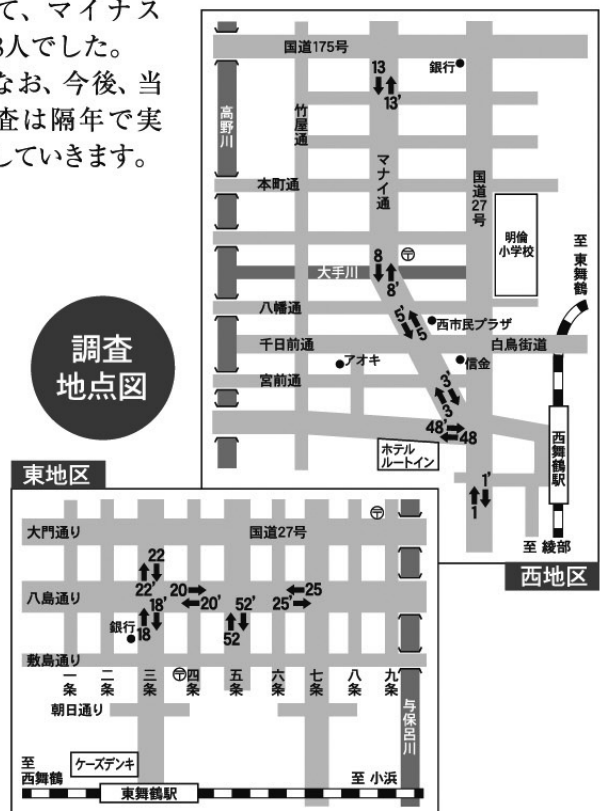 て、マイナス
8人でした。
なお、今後、当
査は隔年で実
していきます。
調査
地点図
国道175号
銀行
13
13'
高野川
竹屋通
マナイ通
国道27号
本町通
明倫
小学校
至東舞鶴
〒
8
8'
大手川
八幡通
5'
5
西市民プラザ
千日前通
白鳥街道
アオキ
信金
宮前通
3'
3
48'
48
ホテル
ルートイン
西舞鶴駅
1'
1
至 綾部
西地区
東地区
〒
大門通り
国道27号
22
八島通り
22'
20
25
18'
20'
52'
25'
銀行
18
52
敷島通り
一条
二条
三条
〒
四条
五条
六条
七条
八条
九条
朝日通り
与保呂川
至
西舞鶴
ケーズデンキ
至 小浜
東舞鶴駅